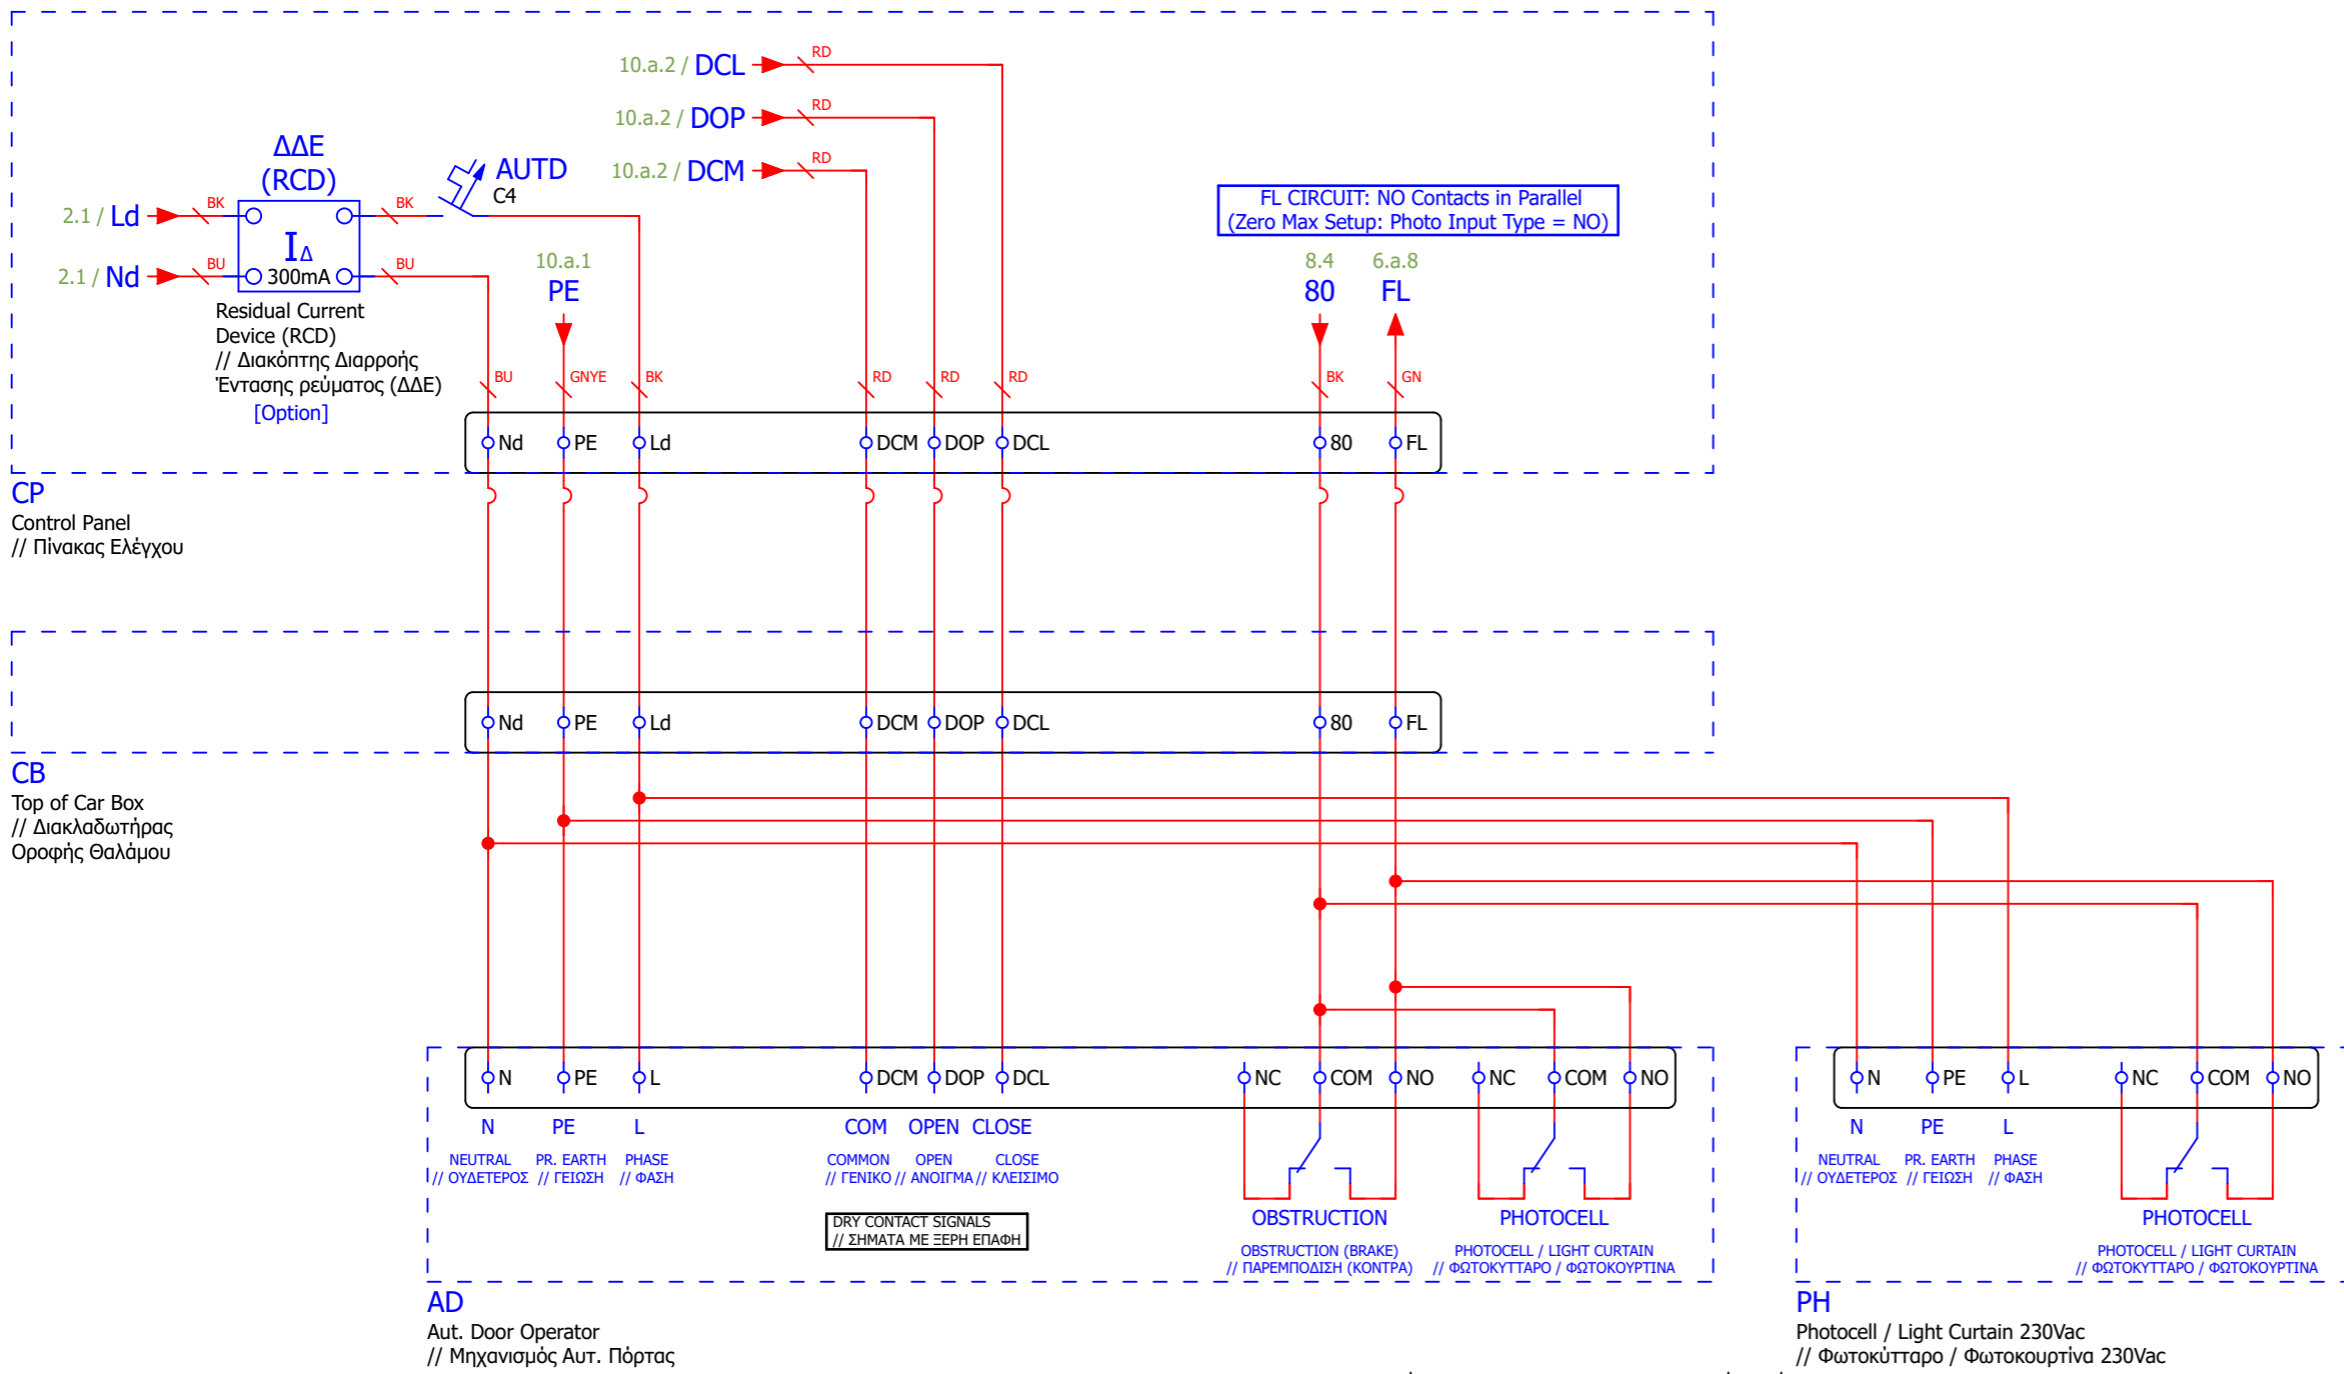 10.a.2 / DCL
RD
10.a.2 / DOP
RD
10.a.2 / DCM
RD
ΔΔΕ
(RCD)
AUTD
C4
2.1 / Ld
BK
BK
IΔ
2.1 / Nd
BU
300mA
BU
Residual Current
Device (RCD)
// Διακόπτης Διαρροής
Έντασης ρεύματος (ΔΔΕ)
[Option]
10.a.1
PE
FL CIRCUIT: NO Contacts in Parallel
(Zero Max Setup: Photo Input Type = NO)
8.4 6.a.8
80 FL
BU GNYE BK RD RD RD BK GN
Nd PE Ld DCM DOP DCL 80 FL
CP
Control Panel
// Πίνακας Ελέγχου
Nd PE Ld DCM DOP DCL 80 FL
CB
Top of Car Box
// Διακλαδωτήρας
Οροφής Θαλάμου
N PE L DCM DOP DCL NC COM NO NC COM NO
N PE L COM OPEN CLOSE
NEUTRAL PR. EARTH PHASE COMMON OPEN CLOSE
// ΟΥΔΕΤΕΡΟΣ // ΓΕΙΩΣΗ // ΦΑΣΗ // ΓΕΝΙΚΟ // ΑΝΟΙΓΜΑ // ΚΛΕΙΣΙΜΟ
DRY CONTACT SIGNALS
// ΣΗΜΑΤΑ ΜΕ ΞΕΡΗ ΕΠΑΦΗ
OBSTRUCTION
OBSTRUCTION (BRAKE)
// ΠΑΡΕΜΠΟΔΙΣΗ (ΚΟΝΤΡΑ)
PHOTOCELL
PHOTOCELL / LIGHT CURTAIN
// ΦΩΤΟΚΥΤΤΑΡΟ / ΦΩΤΟΚΟΥΡΤΙΝΑ
AD
Aut. Door Operator
// Μηχανισμός Αυτ. Πόρτας
N PE L NC COM NO
N PE L
NEUTRAL PR. EARTH PHASE
// ΟΥΔΕΤΕΡΟΣ // ΓΕΙΩΣΗ // ΦΑΣΗ
PHOTOCELL
PHOTOCELL / LIGHT CURTAIN
// ΦΩΤΟΚΥΤΤΑΡΟ / ΦΩΤΟΚΟΥΡΤΙΝΑ
PH
Photocell / Light Curtain 230Vac
// Φωτοκύτταρο / Φωτοκουρτίνα 230Vac